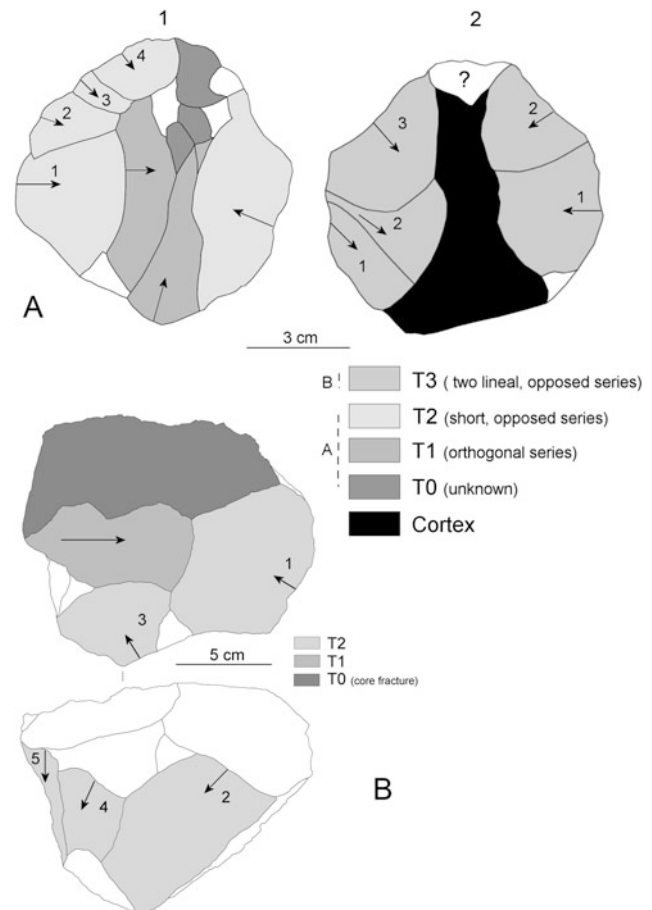 1
2
4
3
2
1
?
3
2
2
1
1
A
3 cm
B T3 ( two lineal, opposed series)
T2 (short, opposed series)
A T1 (orthogonal series)
T0 (unknown)
Cortex
1
3
T2
5 cm T1
T0 (core fracture)
5
4
2
B